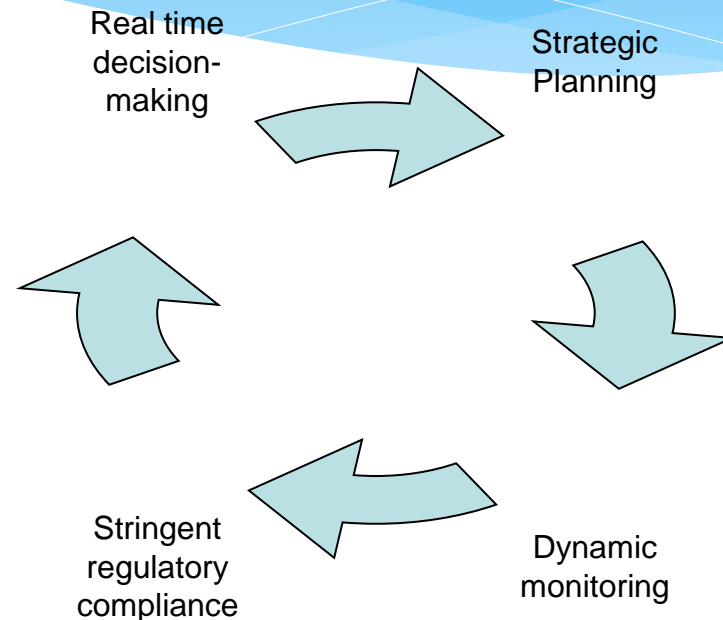 Real time
decision-
making
Strategic
Planning
Stringent
regulatory
compliance
Dynamic
monitoring